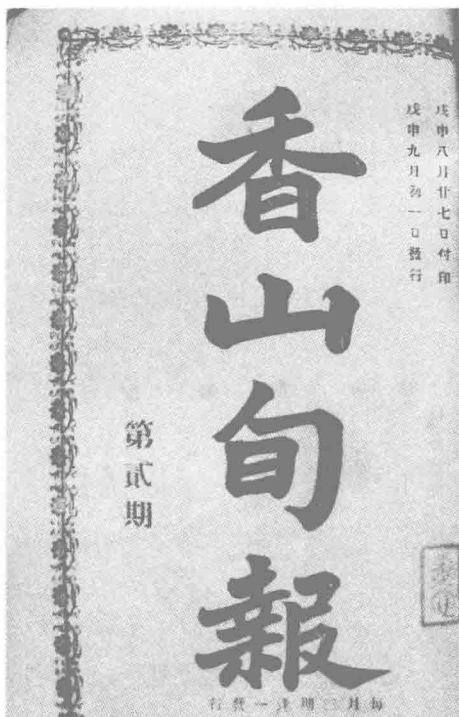 戊申八月廿七日付印
戊申九月初一日發行
香山旬報
第貳期
每月三期逢一發行